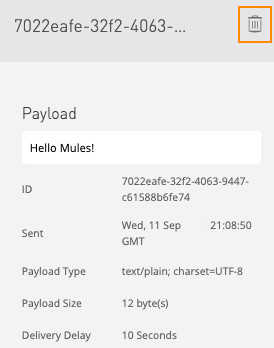 7022eafe-32f2-4063-...
Payload
Hello Mules!
ID
7022eafe-32f2-4063-9447-
c61588b6fe74
Sent
Wed, 11 Sep 21:08:50
GMT
Payload Type
text/plain; charset=UTF-8
Payload Size
12 byte(s)
Delivery Delay
10 Seconds